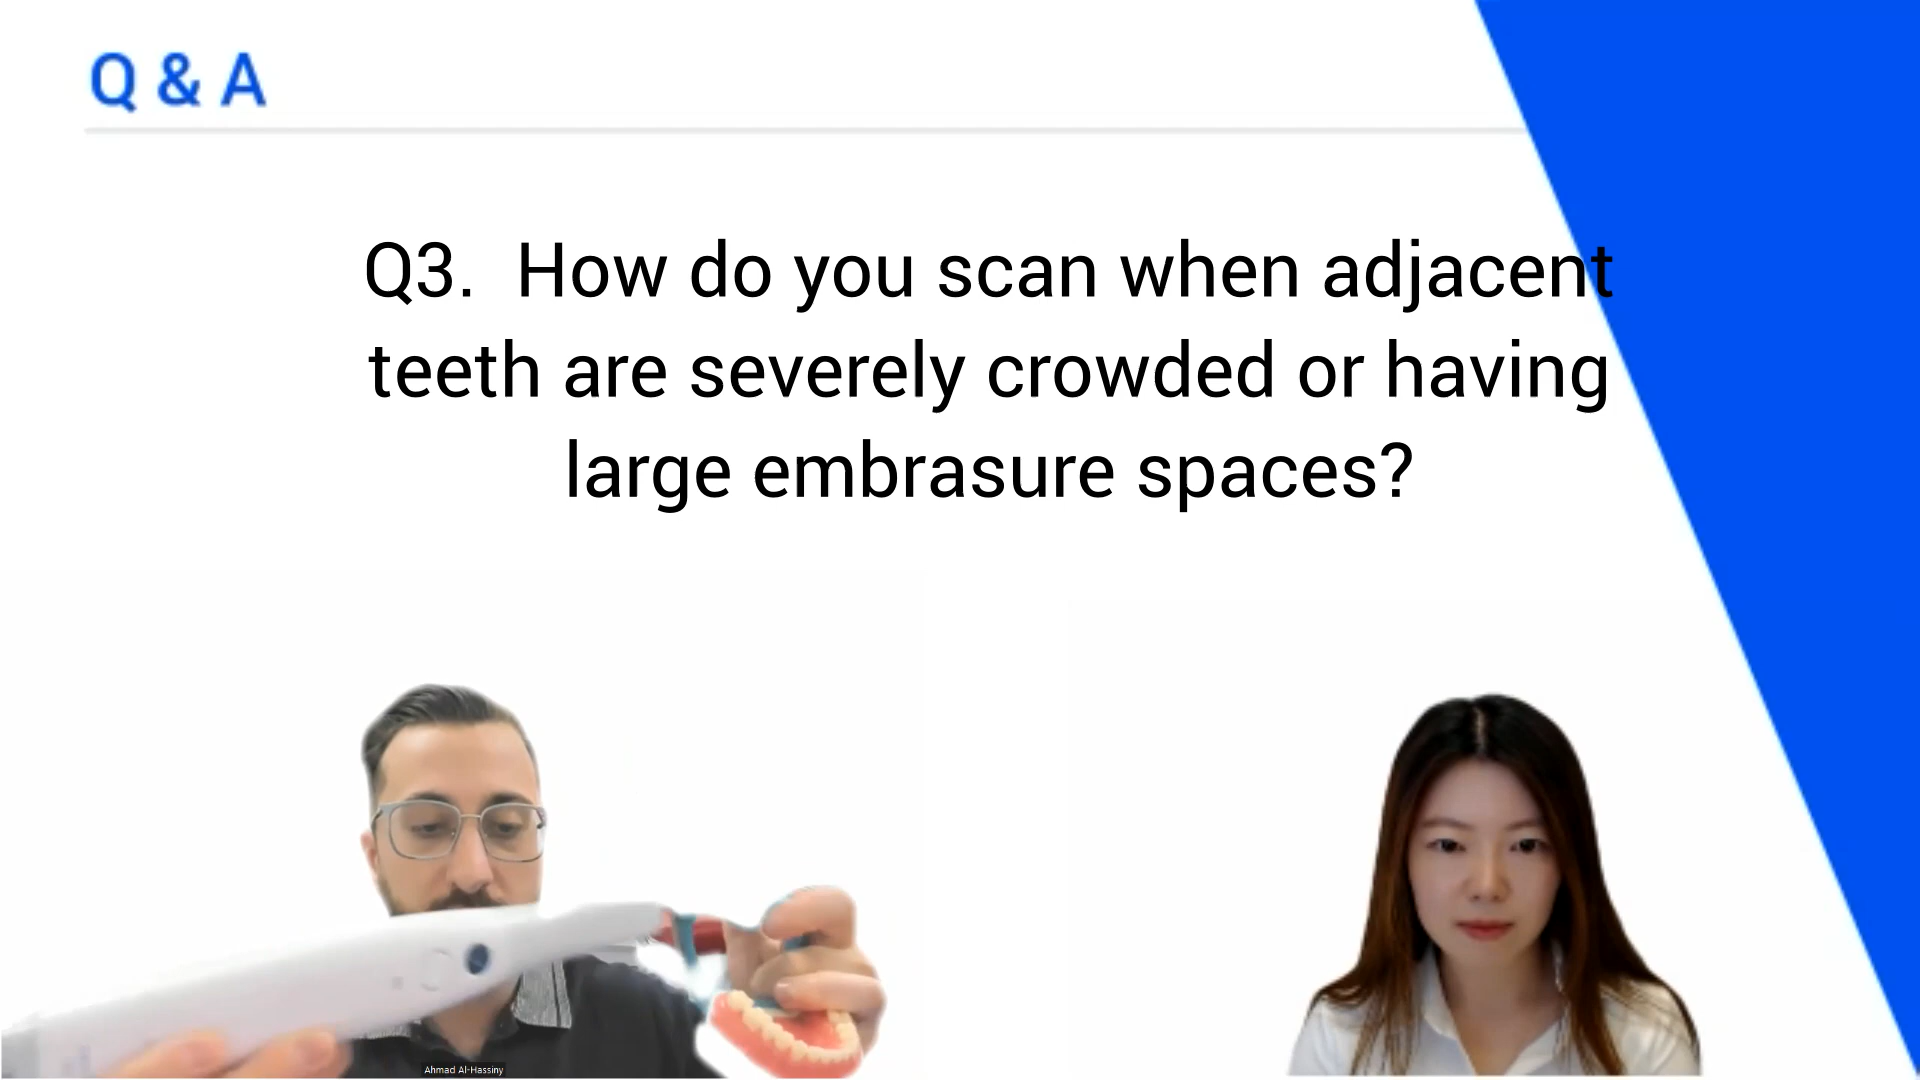 Q & A
Q3. How do you scan when adjacent
teeth are severely crowded or having
large embrasure spaces?
Ahmad Al-Hassiny